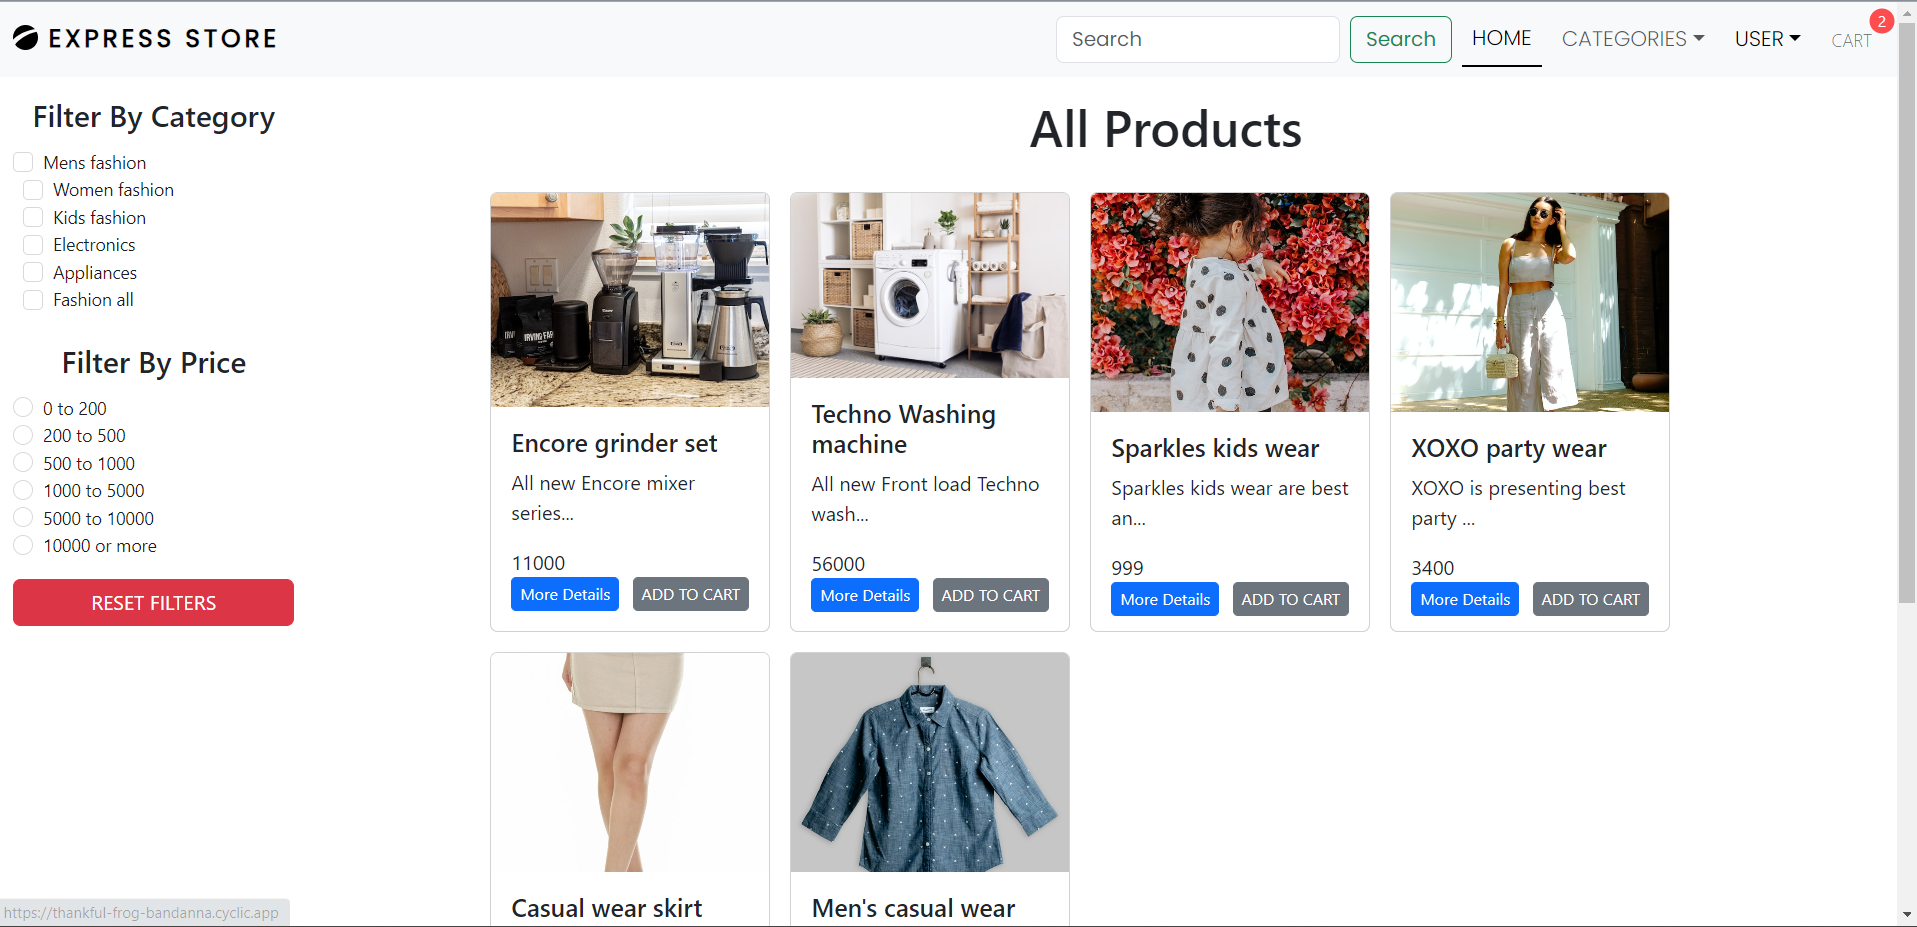 EXPRESS STORE
Search
Search
HOME
CATEGORIES
USER
CART
2
Filter By Category
Mens fashion
Women fashion
Kids fashion
Electronics
Appliances
Fashion all
Filter By Price
0 to 200
200 to 500
500 to 1000
1000 to 5000
5000 to 10000
10000 or more
RESET FILTERS
All Products
Encore grinder set
All new Encore mixer
series...
11000
More Details
ADD TO CART
Techno Washing
machine
All new Front load Techno
wash...
56000
More Details
ADD TO CART
Sparkles kids wear
Sparkles kids wear are best
an...
999
More Details
ADD TO CART
XOXO party wear
XOXO is presenting best
party ...
3400
More Details
ADD TO CART
Casual wear skirt
Men's casual wear
https://thankful-frog-bandanna.cyclic.app